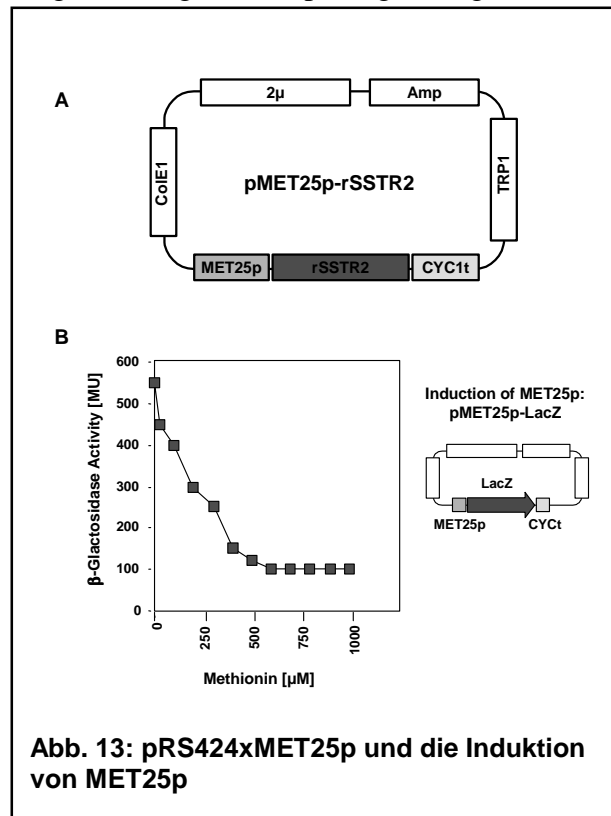 A
2µ
Amp
ColE1
pMET25p-rSSTR2
TRP1
MET25p
rSSTR2
CYC1t
B
600
500
400
300
200
100
0
β-Glactosidase Activity [MU]
0
250
500
750
1000
Methionin [µM]
Induction of MET25p:
pMET25p-LacZ
LacZ
MET25p
CYCt
Abb. 13: pRS424xMET25p und die Induktion
von MET25p